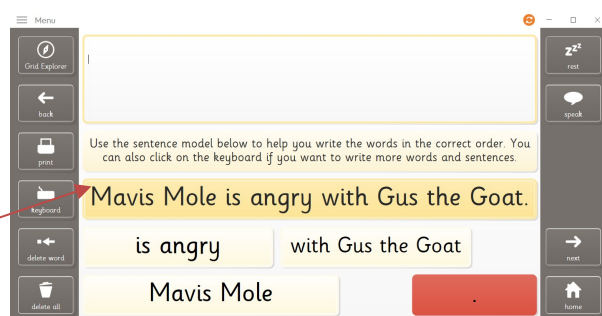 Menu
Grid Explorer
back
print
keyboard
delete word
delete all
Use the sentence model below to help you write the words in the correct order. You
can also click on the keyboard if you want to write more words and sentences.
Mavis Mole is angry with Gus the Goat.
is angry
with Gus the Goat
Mavis Mole
.
zzz
rest
speak
next
home